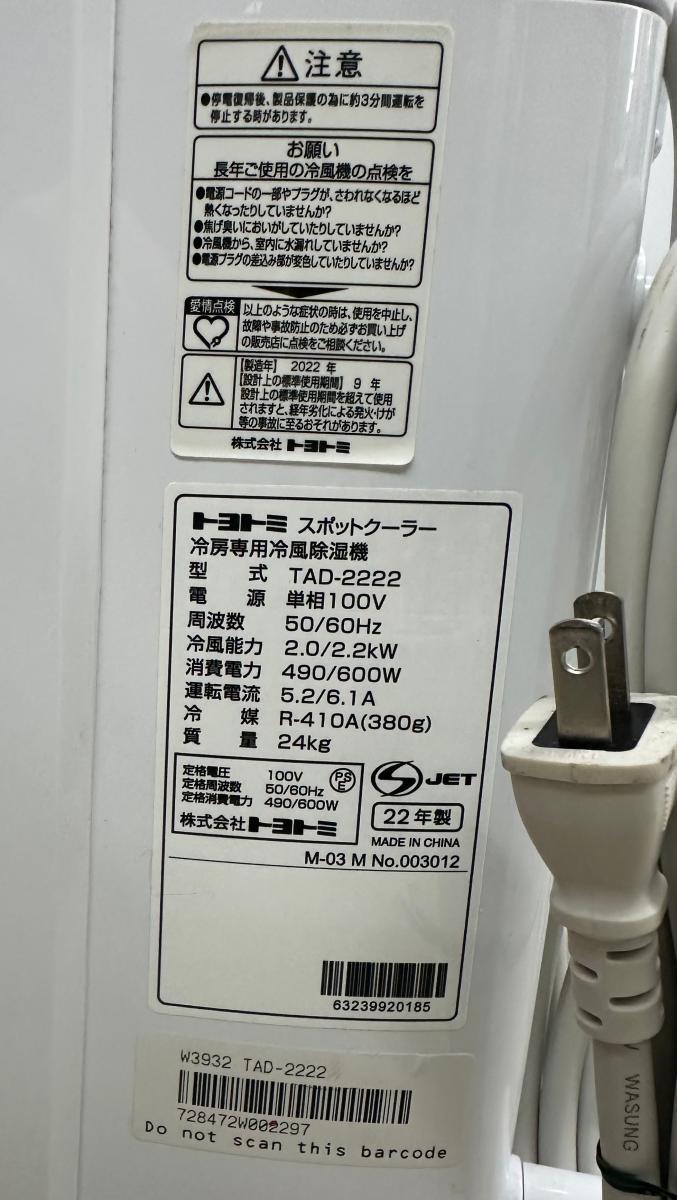 注意
●停電復帰後、製品保護の為に約3分間運転を
停止する時があります。
お願い
長年ご使用の冷風機の点検を
●電源コードの一部やプラグが、さわれなくなるほど
熱くなったりしていませんか?
●焦げ臭いにおいがしていたりしていませんか?
●冷風機から、室内に水漏れしていませんか?
●電源プラグの差込み部が変色していたりしていませんか?
愛情点検
以上のような症状の時は、使用を中止し、
故障や事故防止のため必ずお買い上げ
の販売店に点検をご相談ください。
【製造年】 2022 年
【設計上の標準使用期間】 9 年
設計上の標準使用期間を超えて使用
されますと、経年劣化による発火・けが
等の事故に至るおそれがあります。
株式会社 トヨトミ
トヨトミ スポットクーラー
冷房専用冷風除湿機
型 式 TAD-2222
電 源 単相100V
周波数 50/60Hz
冷風能力 2.0/2.2kW
消費電力 490/600W
運転電流 5.2/6.1A
冷 媒 R-410A(380g)
質 量 24kg
定格電圧 100V
定格周波数 50/60Hz
定格消費電力 490/600W
PSE
株式会社トヨトミ
S JET
22年製
MADE IN CHINA
M-03 M No.003012
63239920185
W3932 TAD-2222
728472W002297
Do not scan this barcode
WASUNG